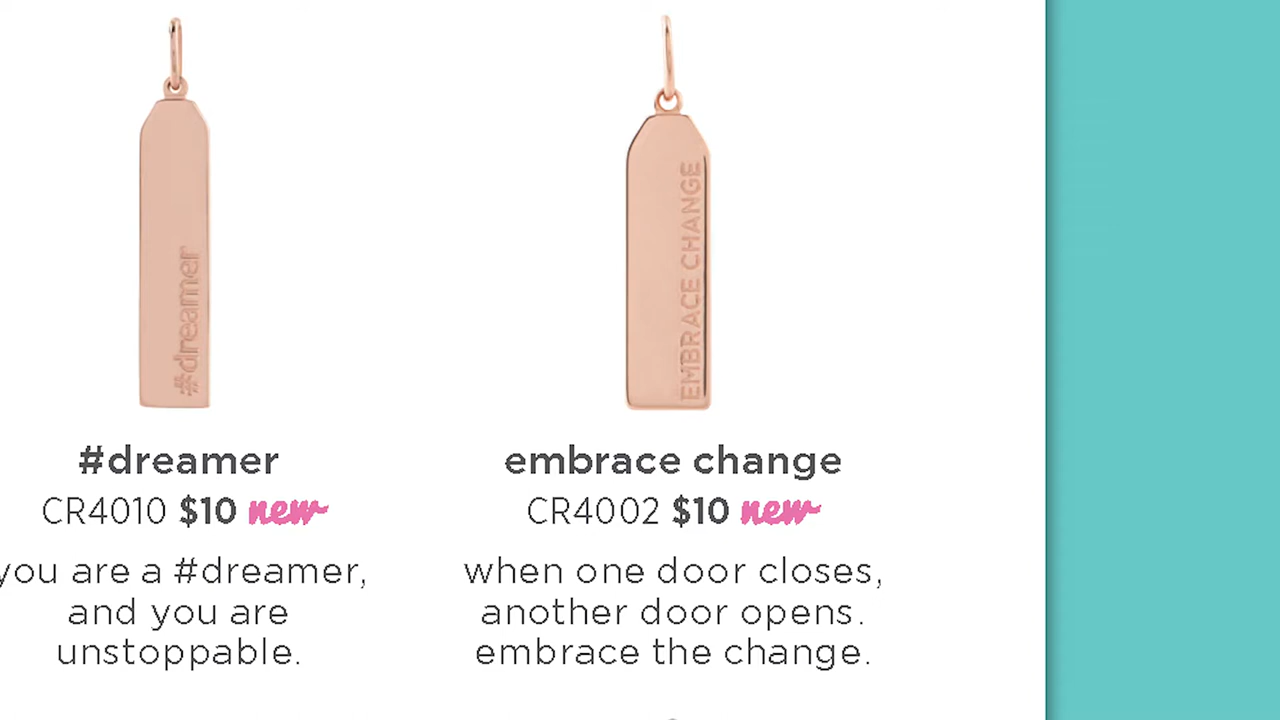 #dreamer
EMBRACE CHANGE
#dreamer
CR4010 $10 new
you are a #dreamer,
and you are
unstoppable.
embrace change
CR4002 $10 new
when one door closes,
another door opens.
embrace the change.